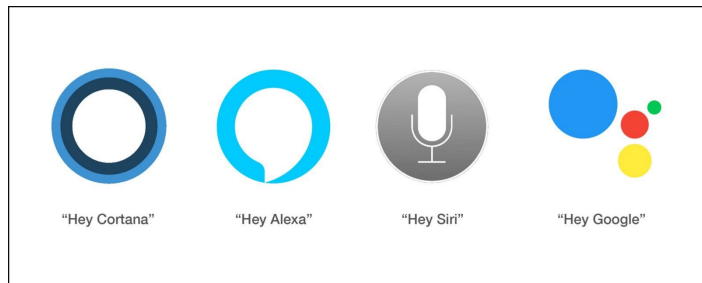 “Hey Cortana”
“Hey Alexa”
“Hey Siri”
“Hey Google”